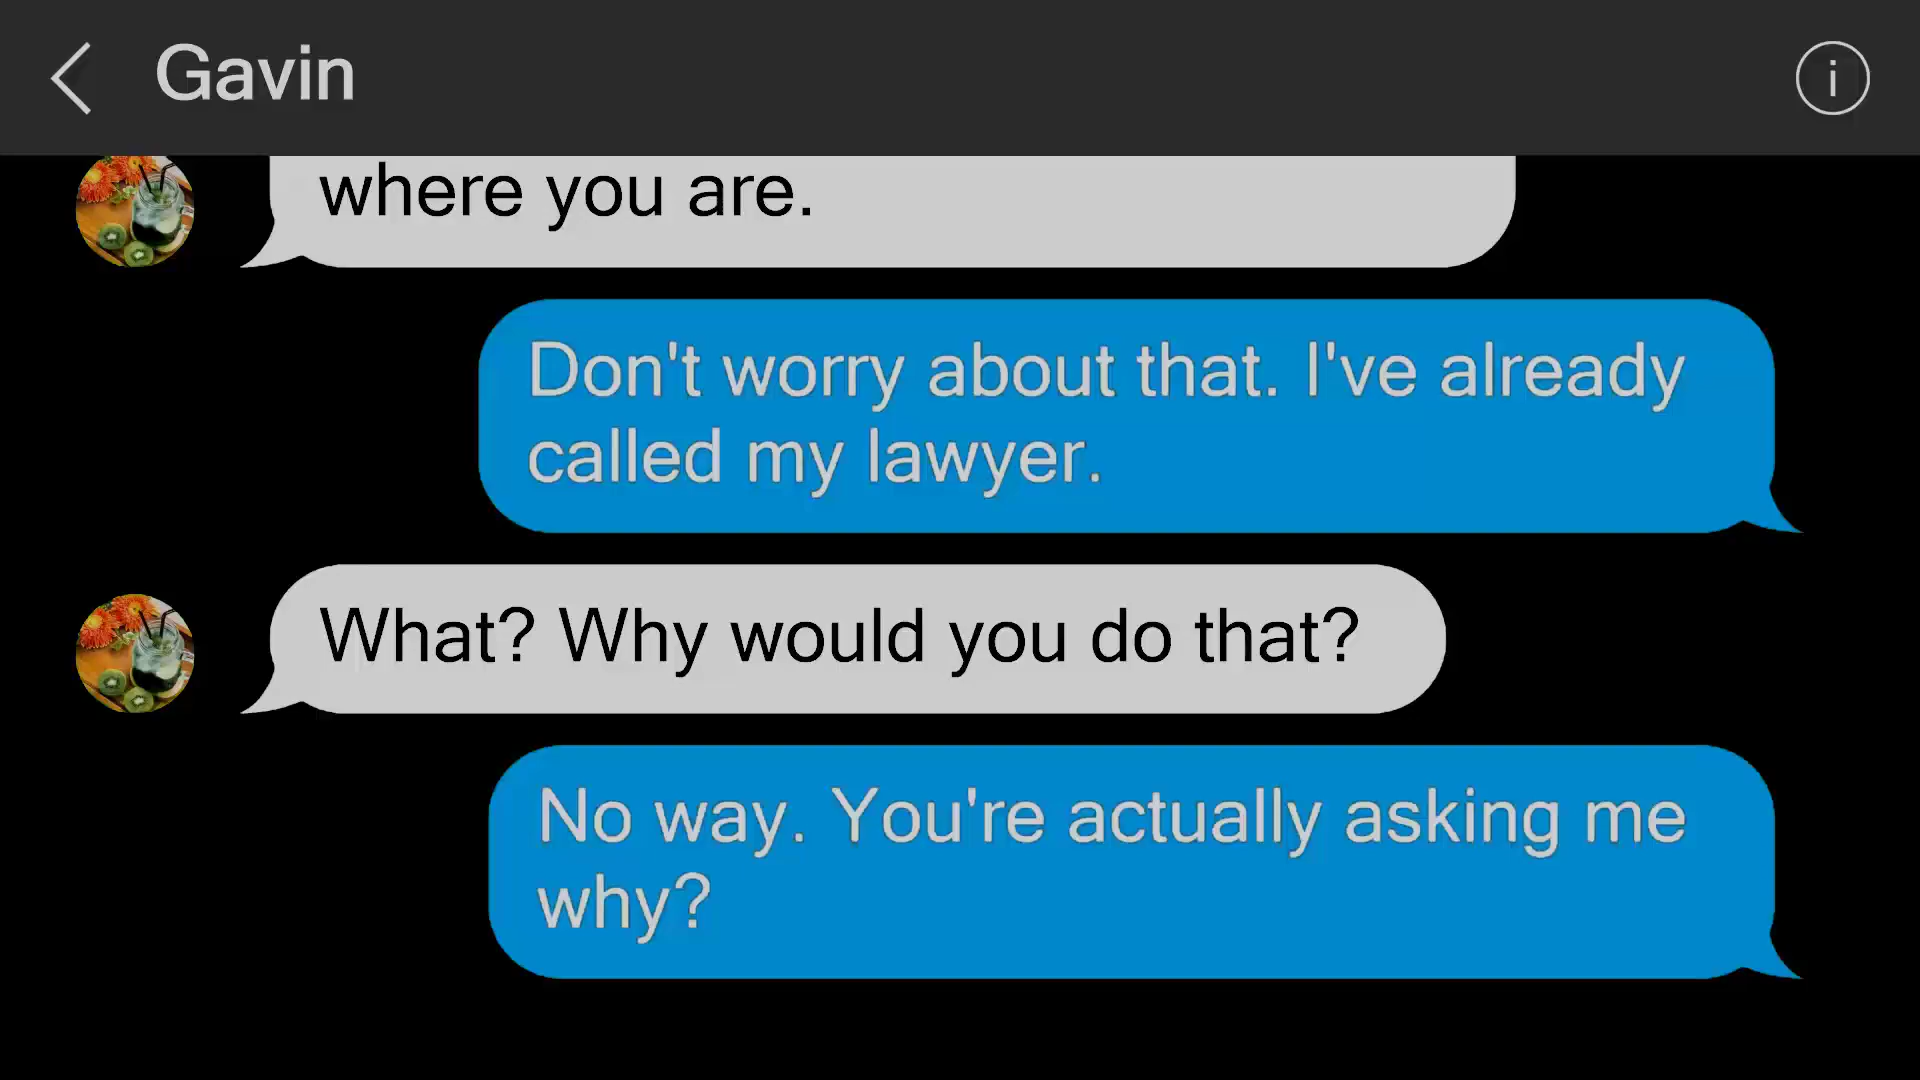 Gavin
i
where you are.
Don't worry about that. I've already
called my lawyer.
What? Why would you do that?
No way. You're actually asking me
why?